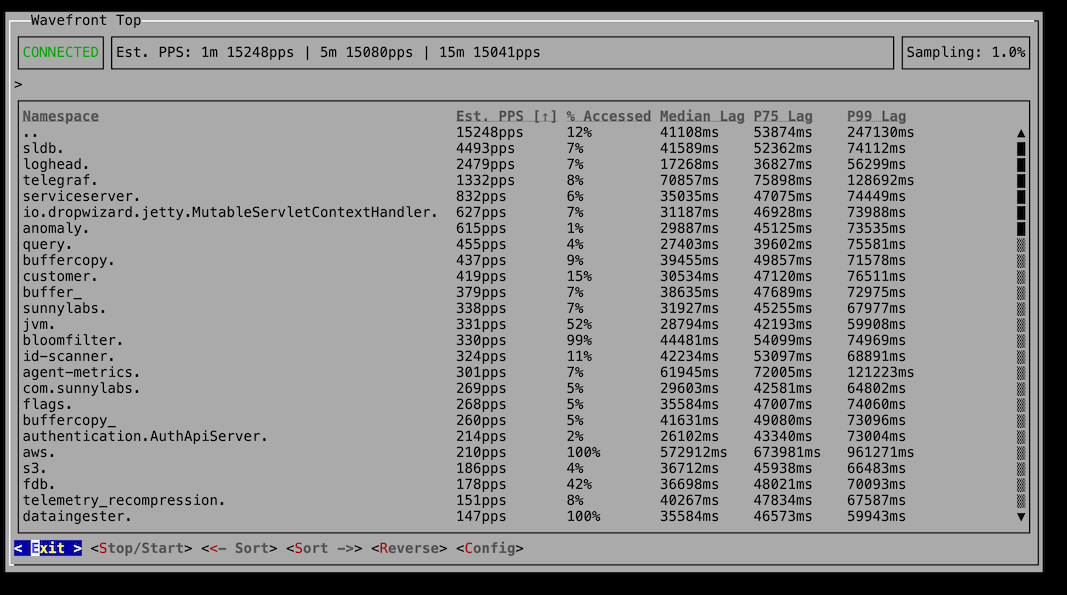 Wavefront Top
CONNECTED Est. PPS: 1m 15248pps | 5m 15080pps | 15m 15041pps Sampling: 1.0%
>
Namespace Est. PPS [↑] % Accessed Median Lag P75 Lag P99 Lag
.. 15248pps 12% 41108ms 53874ms 247130ms
sldb. 4493pps 7% 41589ms 52362ms 74112ms
loghead. 2479pps 7% 17268ms 36827ms 56299ms
telegraf. 1332pps 8% 70857ms 75898ms 128692ms
serviceserver. 832pps 6% 35035ms 47075ms 74449ms
io.dropwizard.jetty.MutableServletContextHandler. 627pps 7% 31187ms 46928ms 73988ms
anomaly. 615pps 1% 29887ms 45125ms 73535ms
query. 455pps 4% 27403ms 39602ms 75581ms
buffercopy. 437pps 9% 39455ms 49857ms 71578ms
customer. 419pps 15% 30534ms 47120ms 76511ms
buffer_ 379pps 7% 38635ms 47689ms 72975ms
sunnylabs. 338pps 7% 31927ms 45255ms 67977ms
jvm. 331pps 52% 28794ms 42193ms 59908ms
bloomfilter. 330pps 99% 44481ms 54099ms 74969ms
id-scanner. 324pps 11% 42234ms 53097ms 68891ms
agent-metrics. 301pps 7% 61945ms 72005ms 121223ms
com.sunnylabs. 269pps 5% 29603ms 42581ms 64802ms
flags. 268pps 5% 35584ms 47007ms 74060ms
buffercopy_ 260pps 5% 41631ms 49080ms 73096ms
authentication.AuthApiServer. 214pps 2% 26102ms 43340ms 73004ms
aws. 210pps 100% 572912ms 673981ms 961271ms
s3. 186pps 4% 36712ms 45938ms 66483ms
fdb. 178pps 42% 36698ms 48021ms 70093ms
telemetry_recompression. 151pps 8% 40267ms 47834ms 67587ms
dataingester. 147pps 100% 35584ms 46573ms 59943ms
< Exit > <Stop/Start> <<- Sort> <Sort ->> <Reverse> <Config>